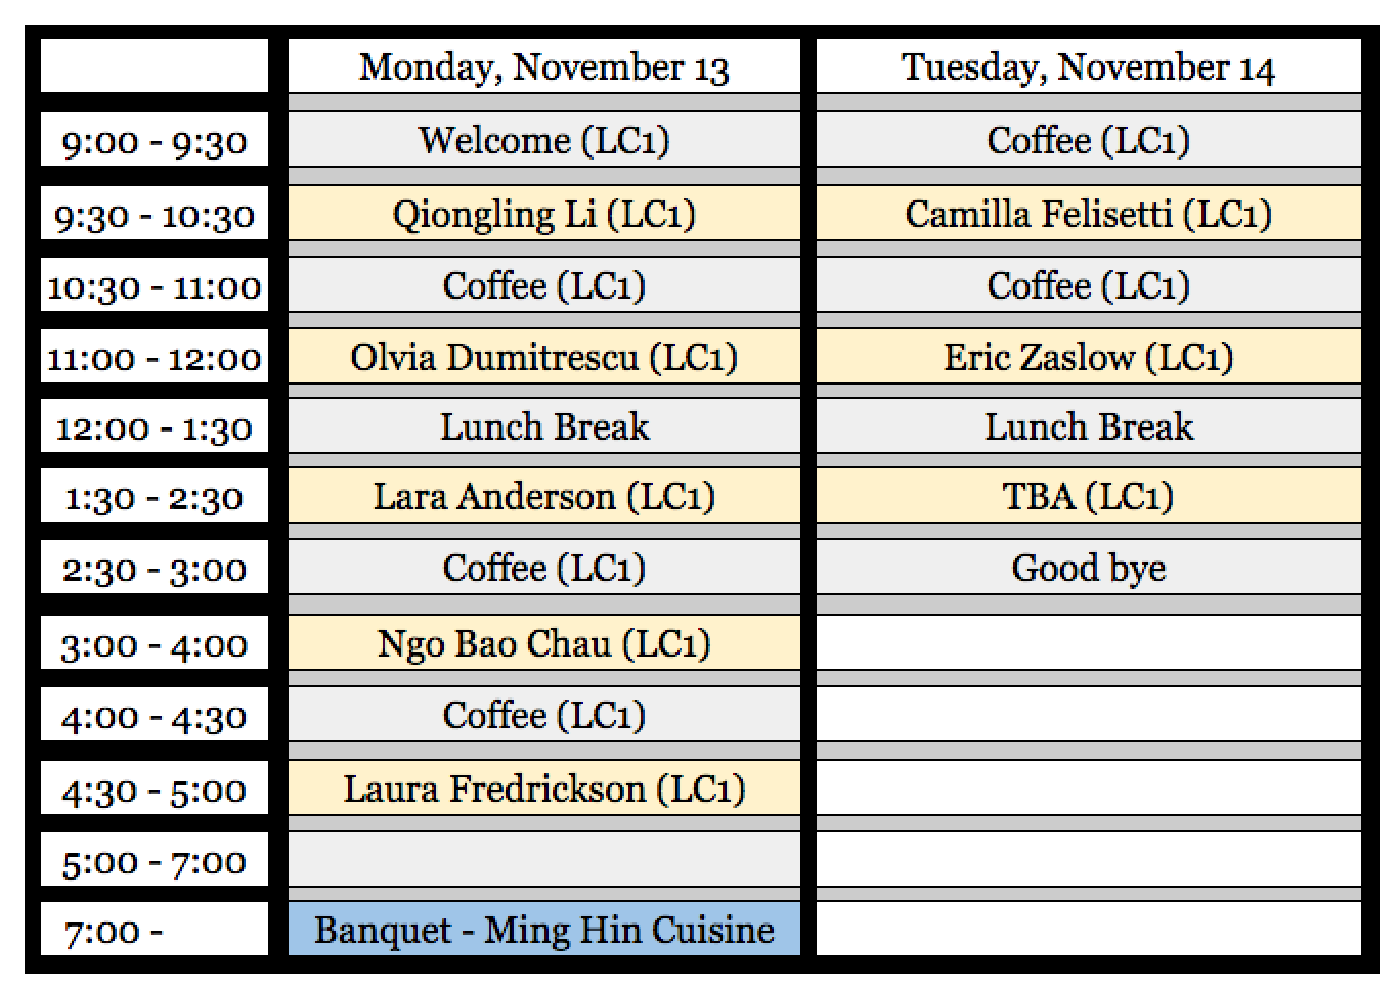 Monday, November 13 Tuesday, November 14
9:00 - 9:30 Welcome (LC1) Coffee (LC1)
9:30 - 10:30 Qiongling Li (LC1) Camilla Felisetti (LC1)
10:30 - 11:00 Coffee (LC1) Coffee (LC1)
11:00 - 12:00 Olvia Dumitrescu (LC1) Eric Zaslow (LC1)
12:00 - 1:30 Lunch Break Lunch Break
1:30 - 2:30 Lara Anderson (LC1) TBA (LC1)
2:30 - 3:00 Coffee (LC1) Good bye
3:00 - 4:00 Ngo Bao Chau (LC1)
4:00 - 4:30 Coffee (LC1)
4:30 - 5:00 Laura Fredrickson (LC1)
5:00 - 7:00
7:00 - Banquet - Ming Hin Cuisine